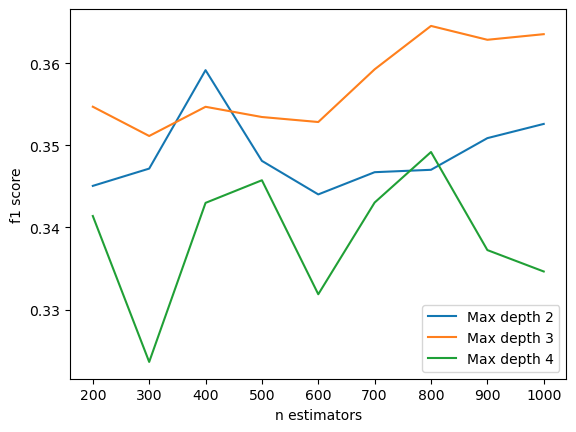 f1 score
0.36
0.35
0.34
0.33
200 300 400 500 600 700 800 900 1000
n estimators
Max depth 2
Max depth 3
Max depth 4